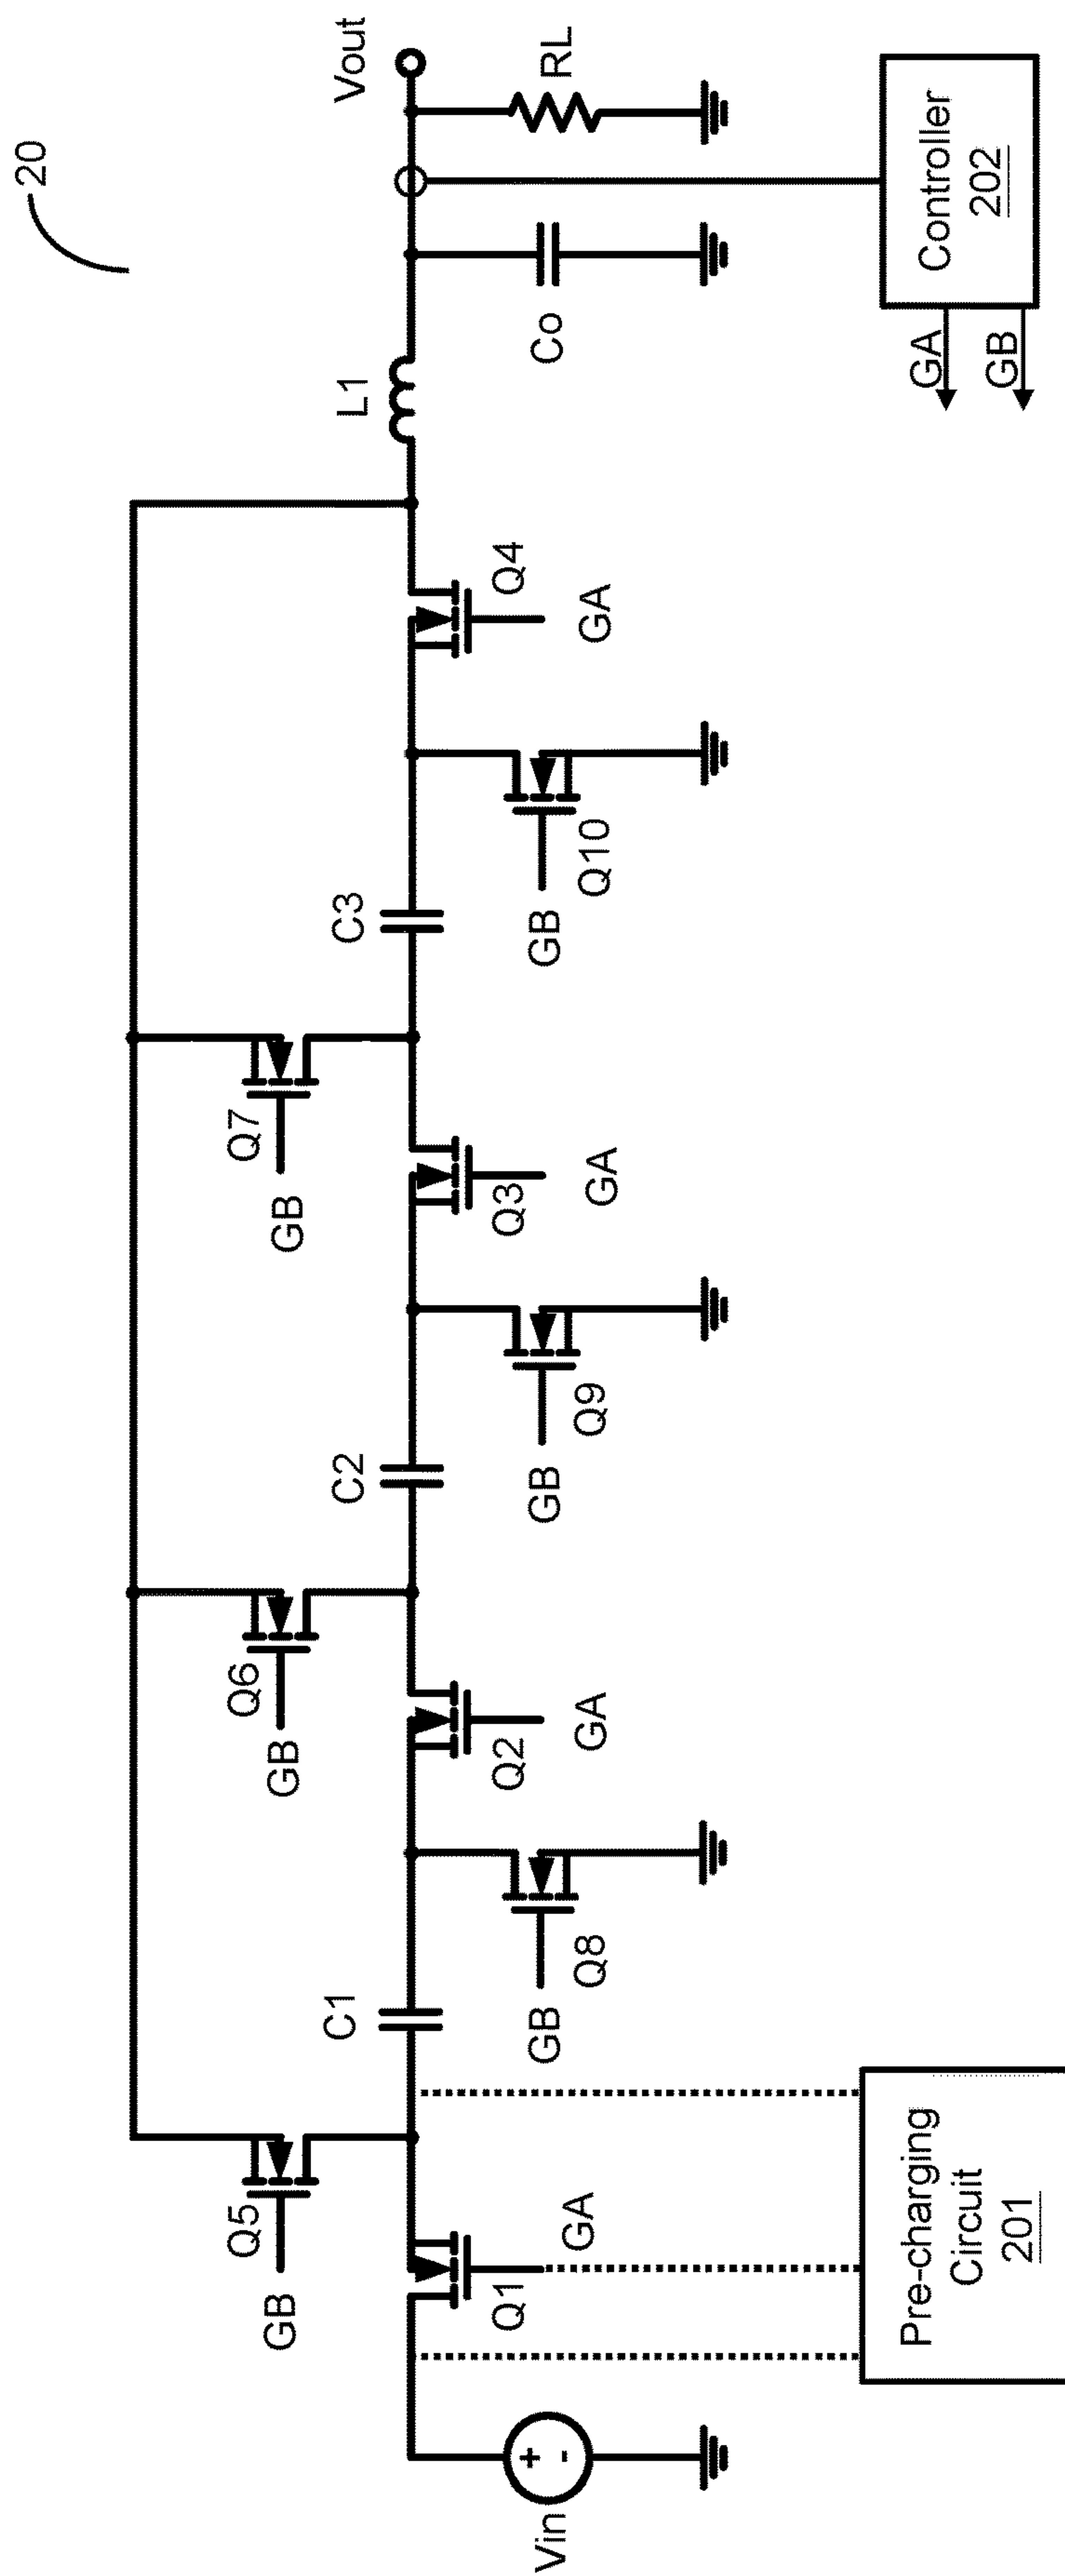 20
Vin
+
-
Q1
GA
Q5
GB
C1
Q8
GB
Q2
GA
Q6
GB
C2
Q9
GB
Q3
GA
Q7
GB
C3
Q10
GB
Q4
GA
L1
Co
RL
Vout
Pre-charging
Circuit
201
Controller
202
GA
GB